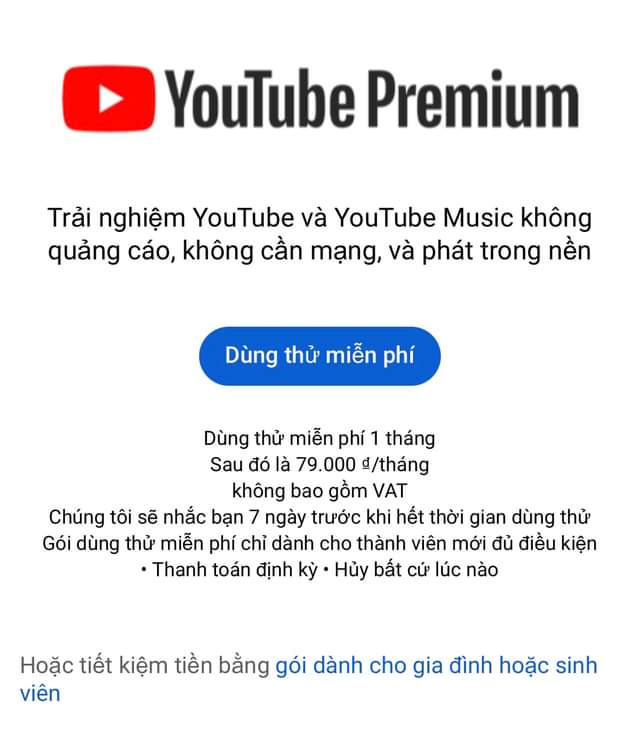 YouTube Premium
Trải nghiệm YouTube và YouTube Music không
quảng cáo, không cần mạng, và phát trong nền
Dùng thử miễn phí
Dùng thử miễn phí 1 tháng
Sau đó là 79.000 ₫/tháng
không bao gồm VAT
Chúng tôi sẽ nhắc bạn 7 ngày trước khi hết thời gian dùng thử
Gói dùng thử miễn phí chỉ dành cho thành viên mới đủ điều kiện
• Thanh toán định kỳ • Hủy bất cứ lúc nào
Hoặc tiết kiệm tiền bằng gói dành cho gia đình hoặc sinh
viên